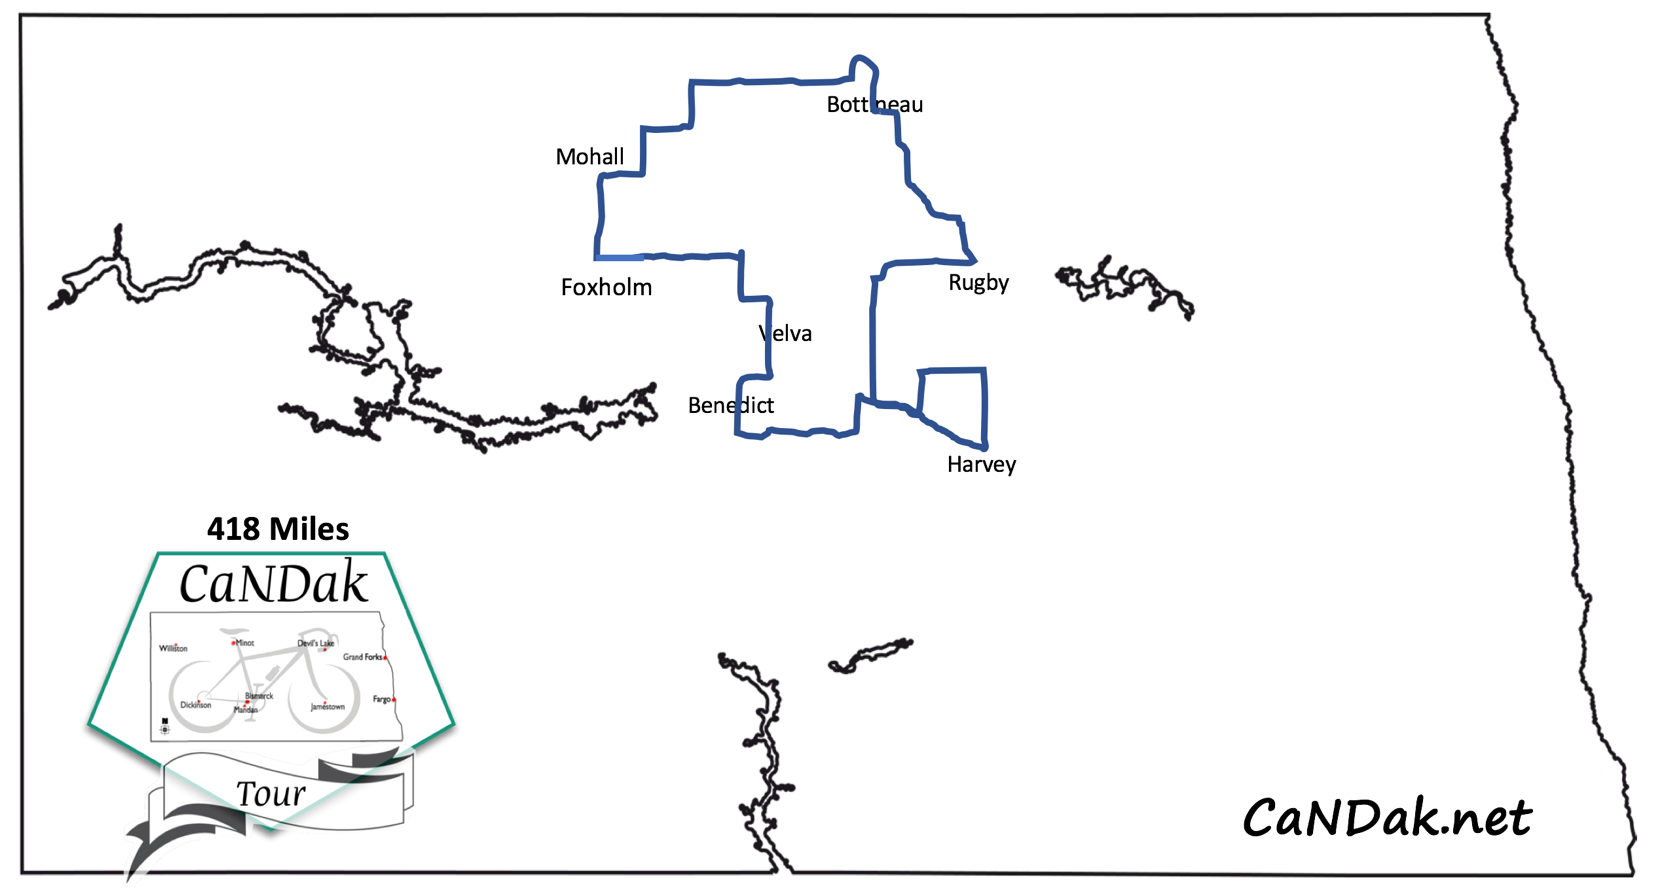 Bottineau
Mohall
Foxholm
Rugby
Velva
Benedict
Harvey
418 Miles
CaNDak
Williston
Minot
Devil's Lake
Grand Forks
Dickinson
Bismarck
Mandan
Jamestown
Fargo
N
Tour
CaNDak.net